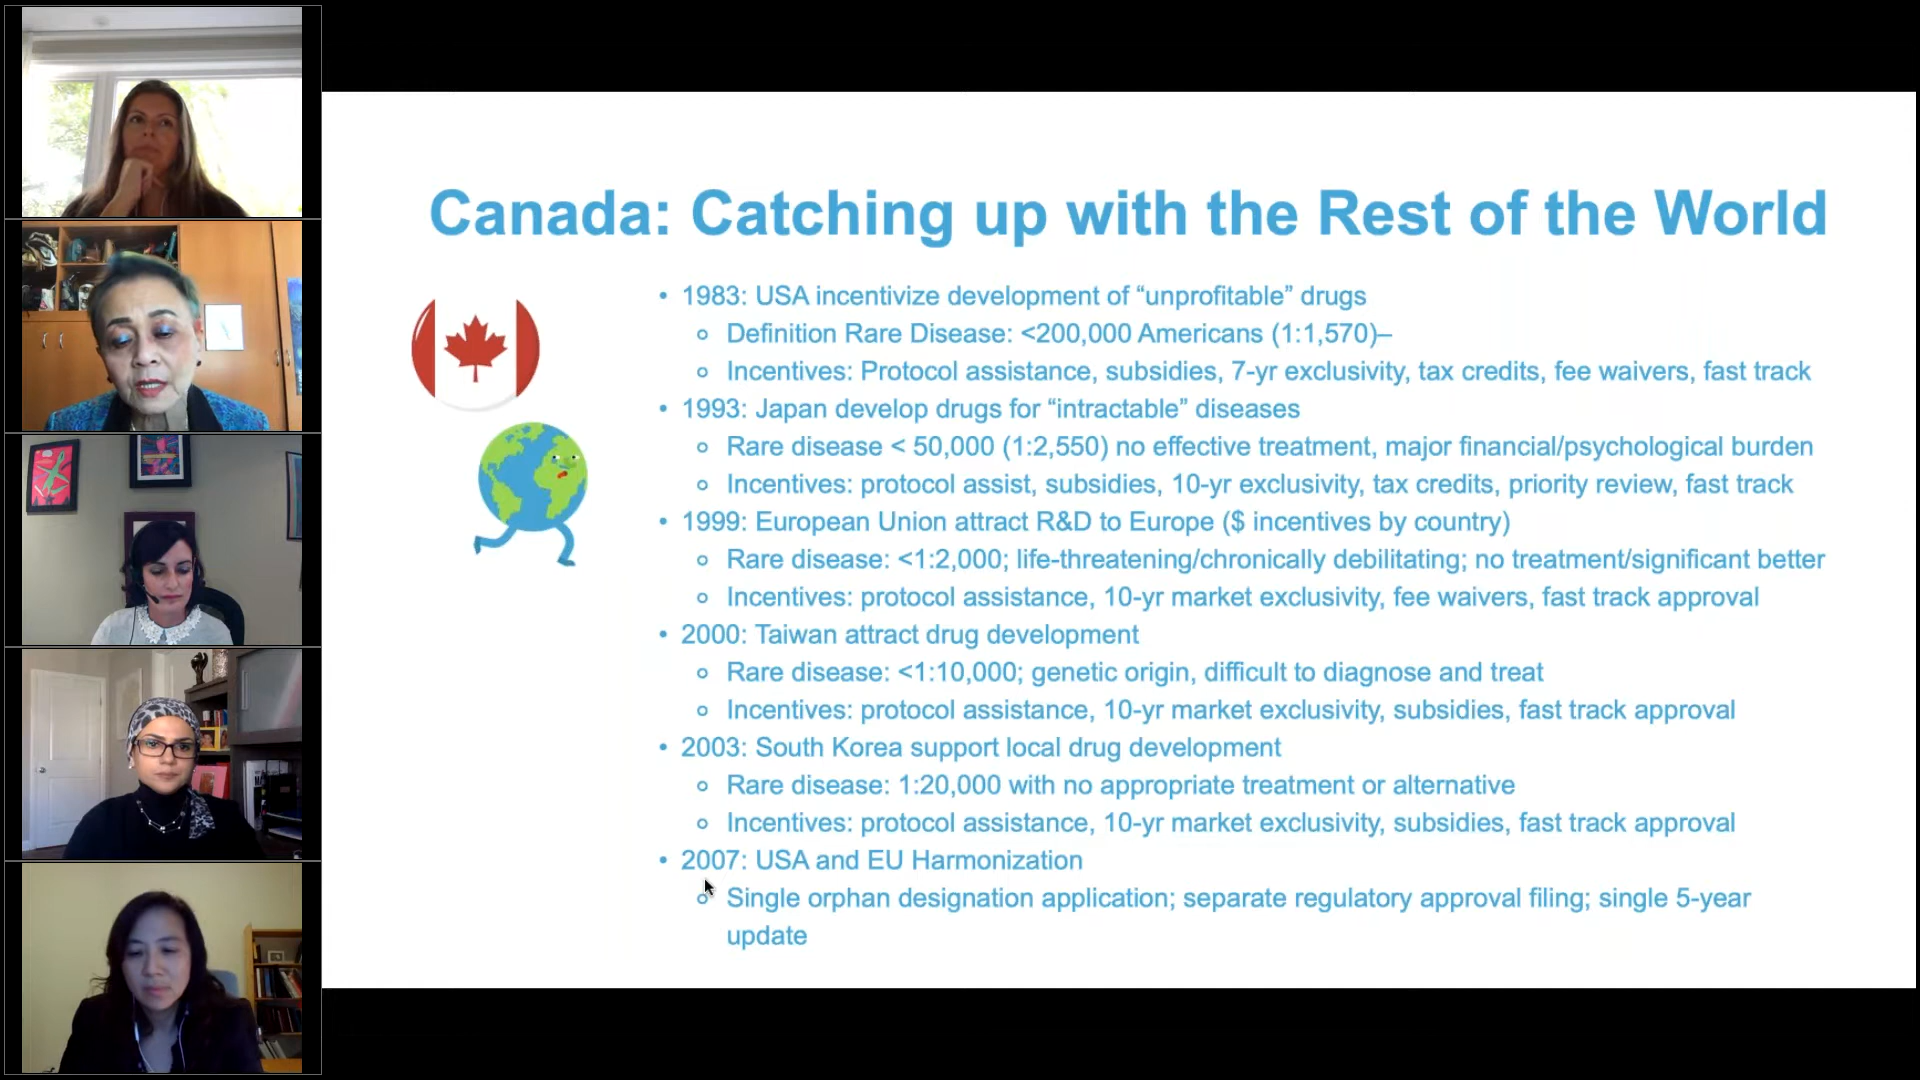 Canada: Catching up with the Rest of the World
• 1983: USA incentivize development of “unprofitable” drugs
○ Definition Rare Disease: <200,000 Americans (1:1,570)–
○ Incentives: Protocol assistance, subsidies, 7-yr exclusivity, tax credits, fee waivers, fast track
• 1993: Japan develop drugs for “intractable” diseases
○ Rare disease < 50,000 (1:2,550) no effective treatment, major financial/psychological burden
○ Incentives: protocol assist, subsidies, 10-yr exclusivity, tax credits, priority review, fast track
• 1999: European Union attract R&D to Europe ($ incentives by country)
○ Rare disease: <1:2,000; life-threatening/chronically debilitating; no treatment/significant better
○ Incentives: protocol assistance, 10-yr market exclusivity, fee waivers, fast track approval
• 2000: Taiwan attract drug development
○ Rare disease: <1:10,000; genetic origin, difficult to diagnose and treat
○ Incentives: protocol assistance, 10-yr market exclusivity, subsidies, fast track approval
• 2003: South Korea support local drug development
○ Rare disease: 1:20,000 with no appropriate treatment or alternative
○ Incentives: protocol assistance, 10-yr market exclusivity, subsidies, fast track approval
• 2007: USA and EU Harmonization
○ Single orphan designation application; separate regulatory approval filing; single 5-year
update